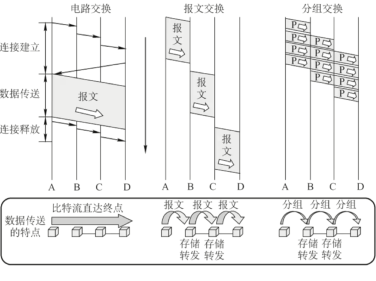 电路交换 报文交换 分组交换
连接建立
数据传送
连接释放
报文
报文
报文
报文
P P P
P P P
P P P
P P P
A B C D A B C D A B C D
比特流直达终点 报文 报文 报文 分组 分组 分组
数据传送
的特点
存储 存储 存储 存储
转发 转发 转发 转发